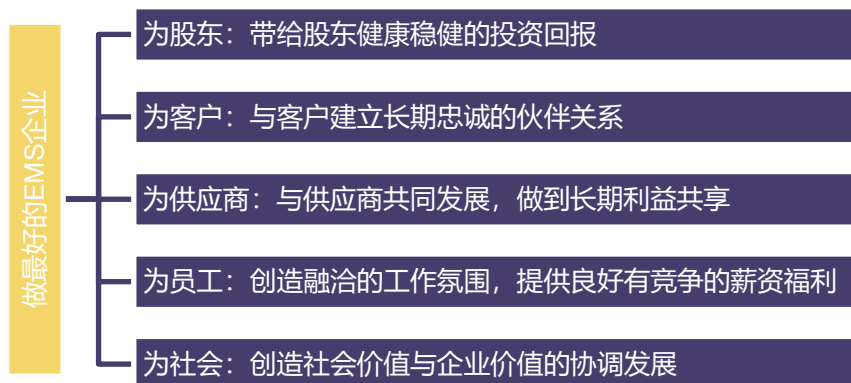 做最好的EMS企业
为股东：带给股东健康稳健的投资回报
为客户：与客户建立长期忠诚的伙伴关系
为供应商：与供应商共同发展，做到长期利益共享
为员工：创造融洽的工作氛围，提供良好有竞争的薪资福利
为社会：创造社会价值与企业价值的协调发展